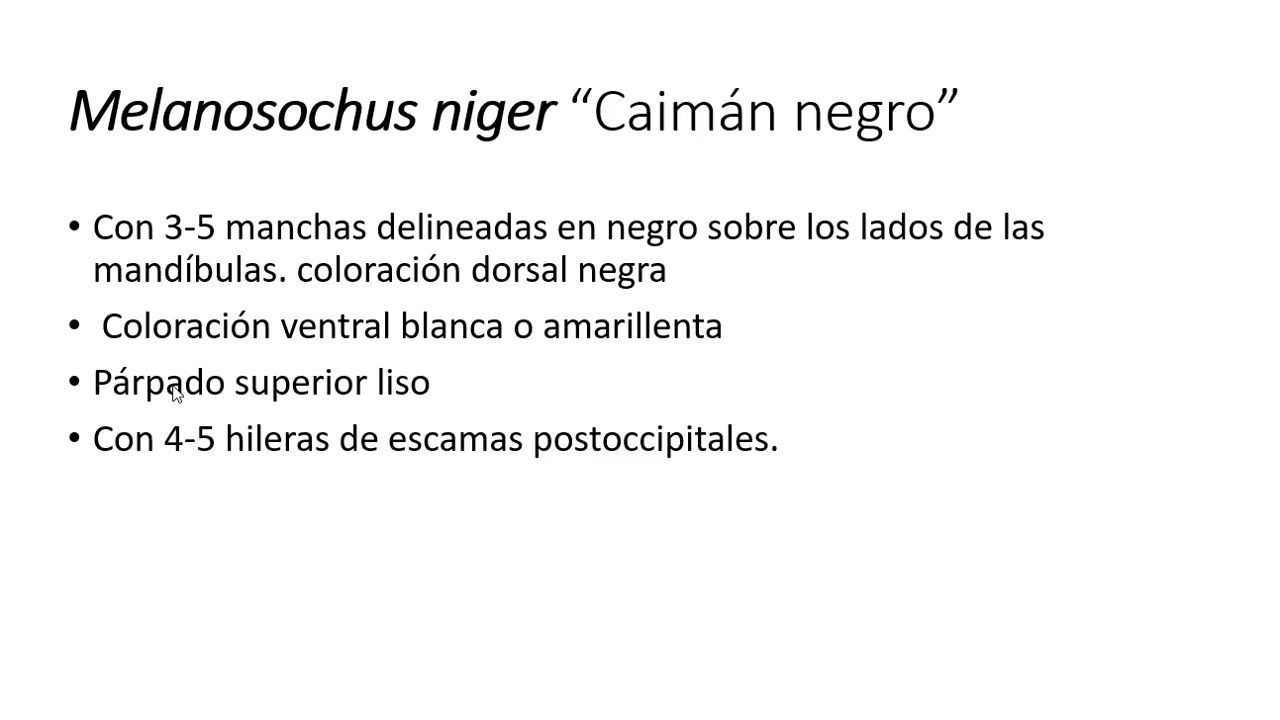 Melanosochus niger “Caimán negro”
• Con 3-5 manchas delineadas en negro sobre los lados de las
mandíbulas. coloración dorsal negra
• Coloración ventral blanca o amarillenta
• Párpado superior liso
• Con 4-5 hileras de escamas postoccipitales.